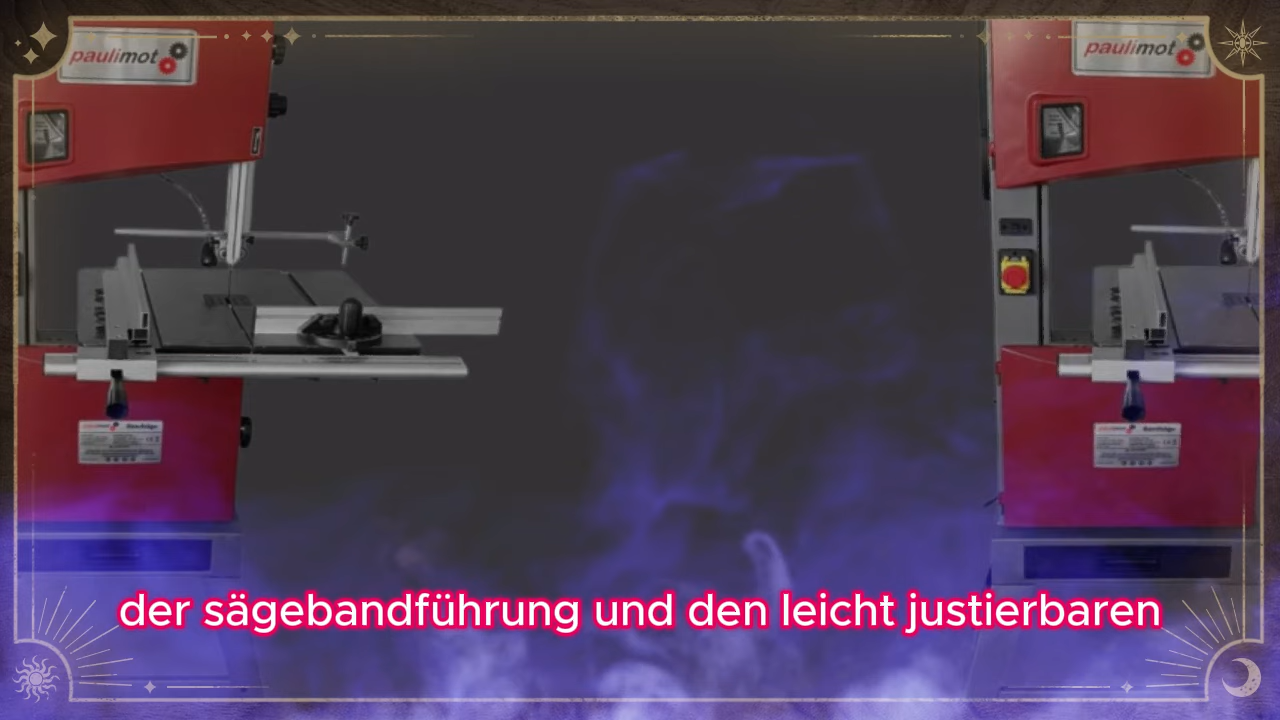 paulimot
paulimot
der sägebandführung und den leicht justierbaren